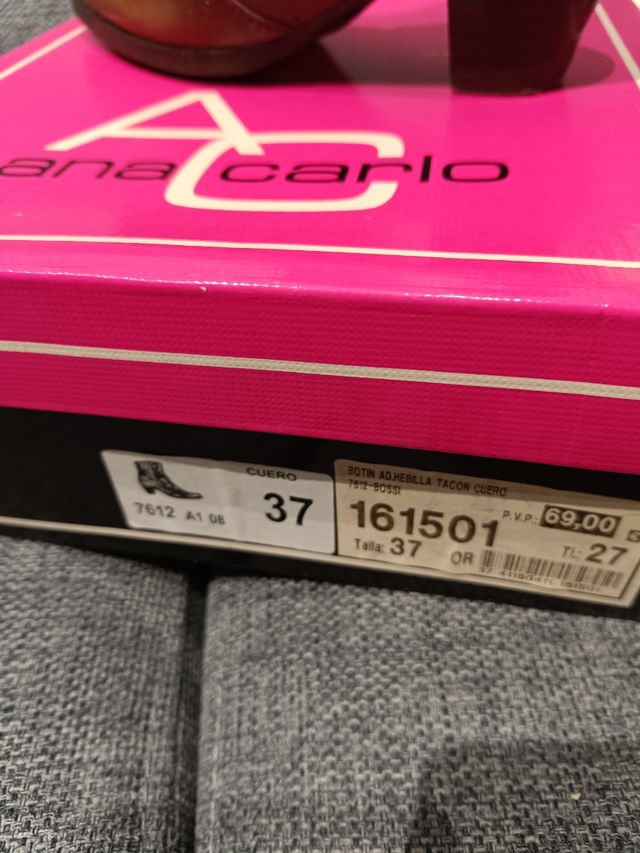 AC
ana carlo
CUERO
7612 A1 08 37
BOTIN AD.HEBILLA TACON CUERO
7612-BOSSI
161501 P.V.P.: 69,00
Talla: 37 OR TL: 27